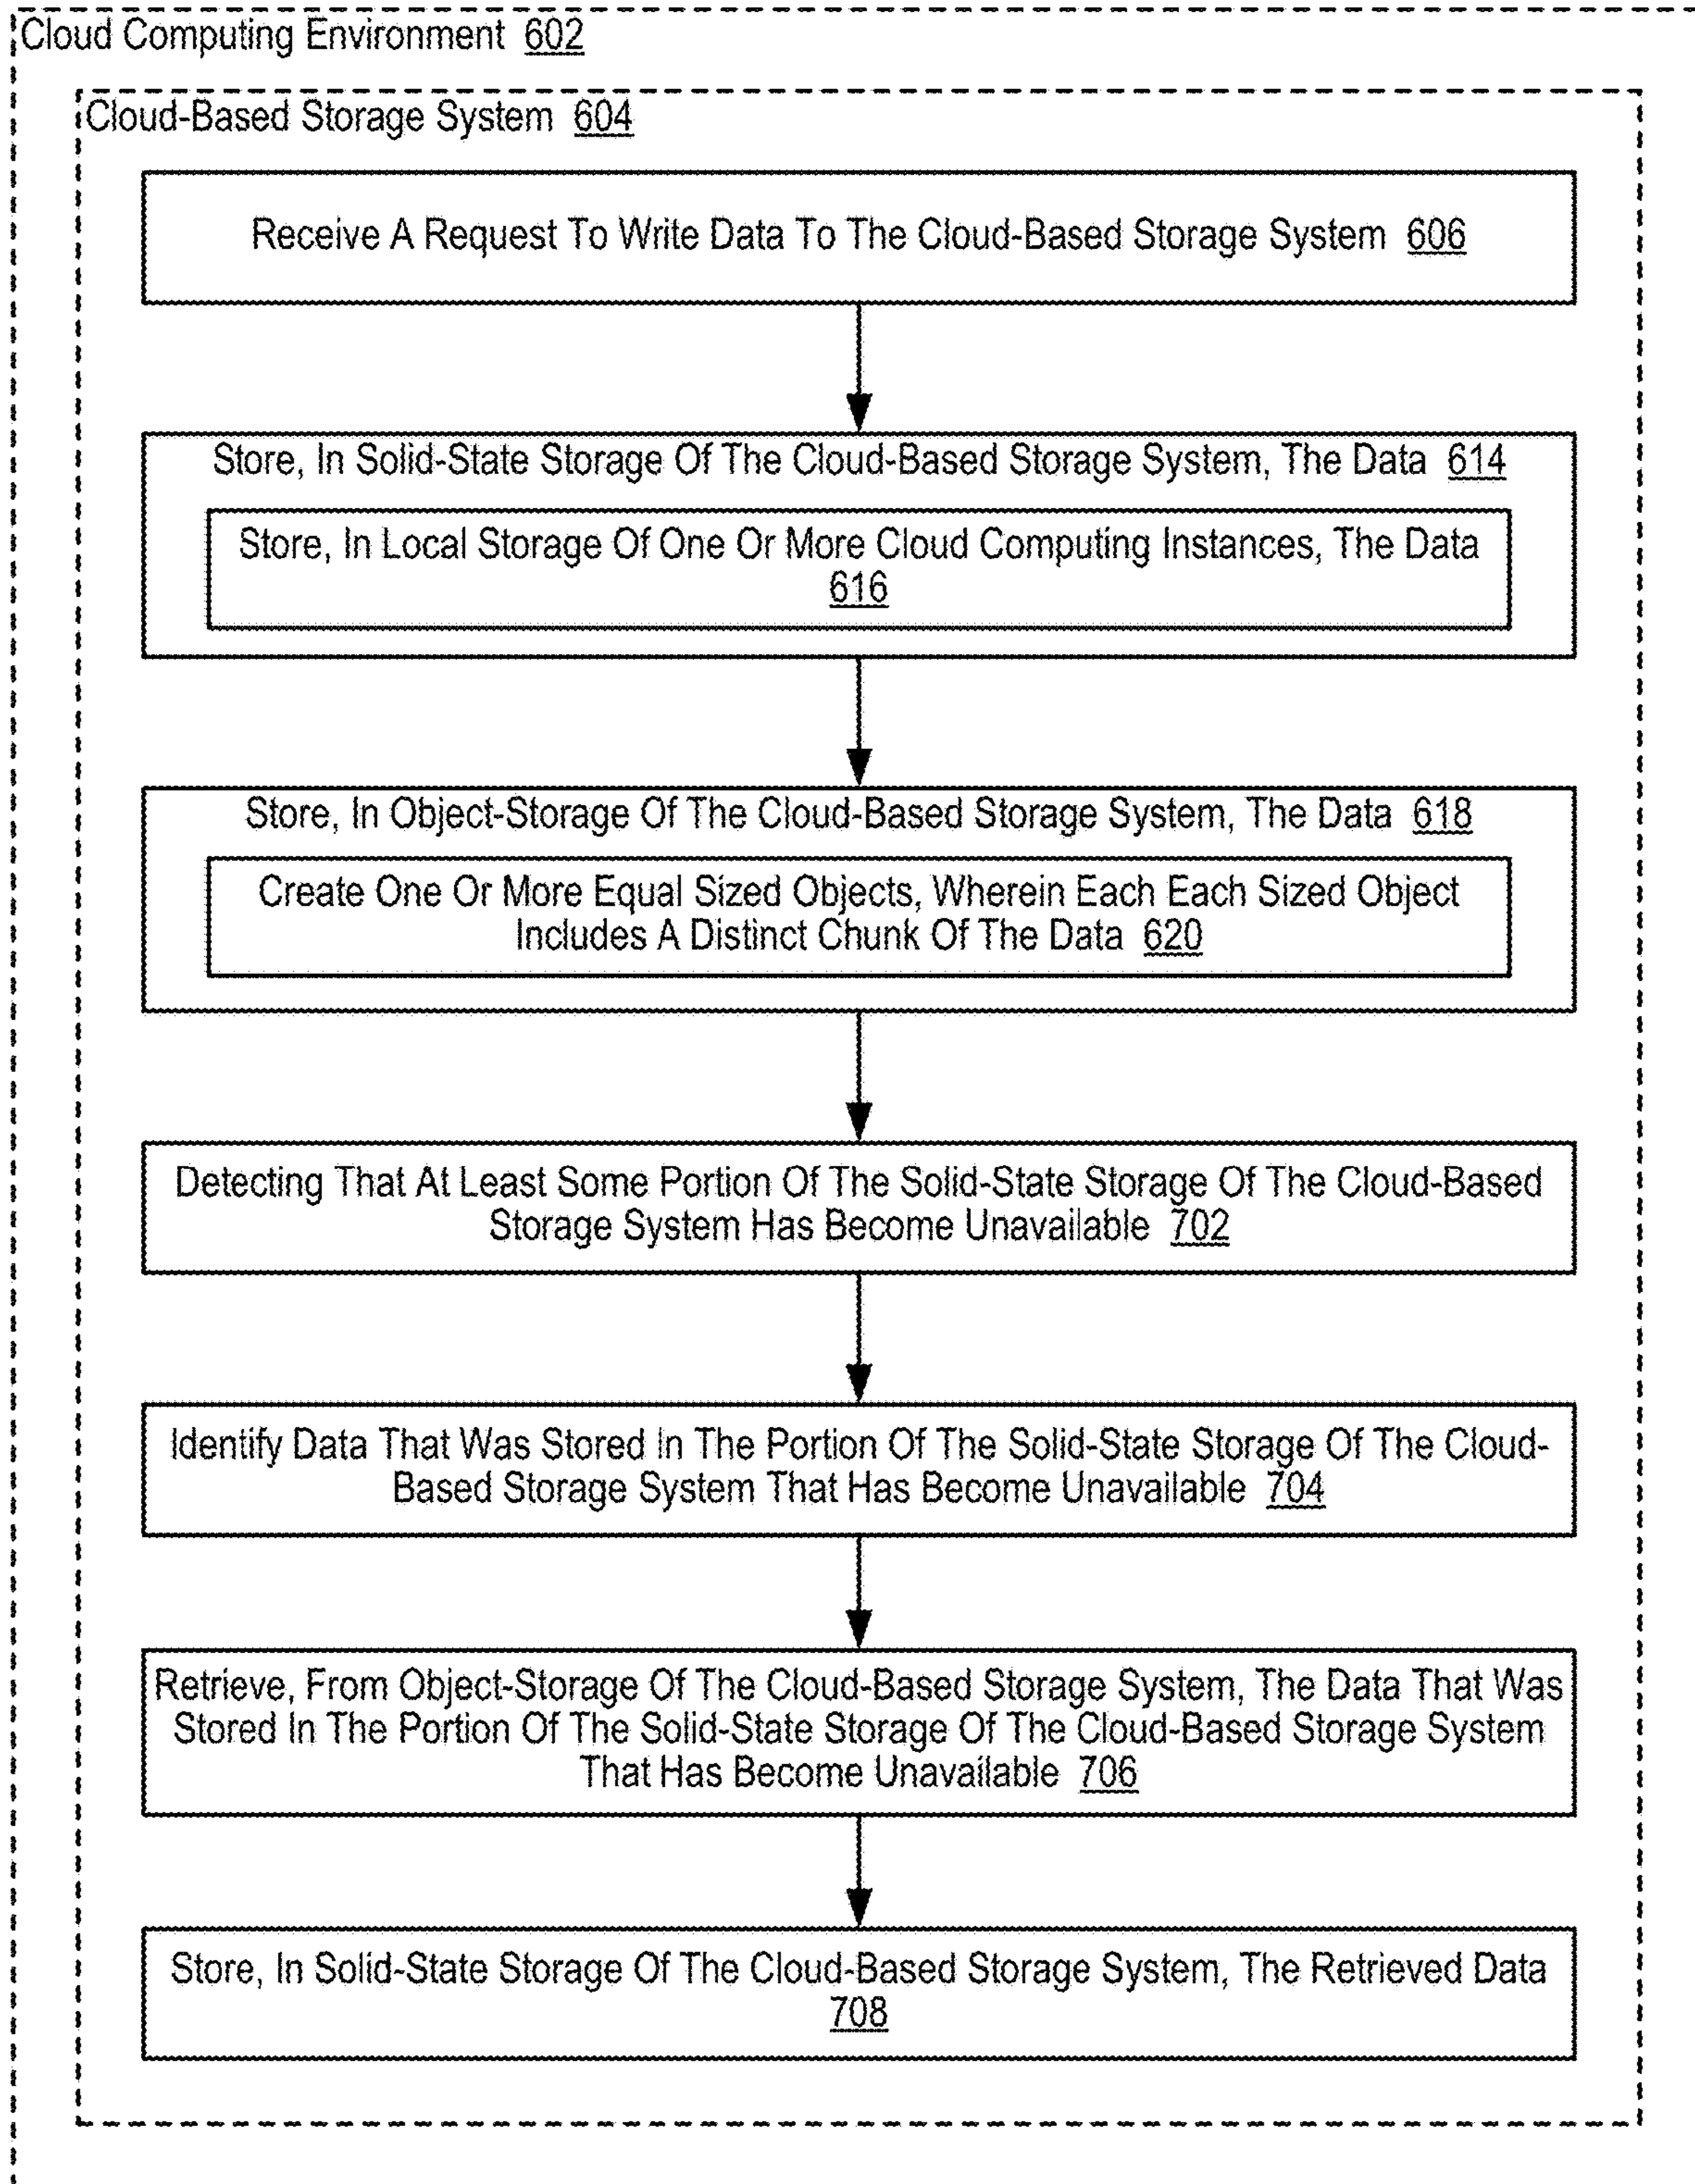 Cloud Computing Environment 602
Cloud-Based Storage System 604
Receive A Request To Write Data To The Cloud-Based Storage System 606
Store, In Solid-State Storage Of The Cloud-Based Storage System, The Data 614
Store, In Local Storage Of One Or More Cloud Computing Instances, The Data
616
Store, In Object-Storage Of The Cloud-Based Storage System, The Data 618
Create One Or More Equal Sized Objects, Wherein Each Each Sized Object
Includes A Distinct Chunk Of The Data 620
Detecting That At Least Some Portion Of The Solid-State Storage Of The Cloud-Based
Storage System Has Become Unavailable 702
Identify Data That Was Stored In The Portion Of The Solid-State Storage Of The Cloud-
Based Storage System That Has Become Unavailable 704
Retrieve, From Object-Storage Of The Cloud-Based Storage System, The Data That Was
Stored In The Portion Of The Solid-State Storage Of The Cloud-Based Storage System
That Has Become Unavailable 706
Store, In Solid-State Storage Of The Cloud-Based Storage System, The Retrieved Data
708